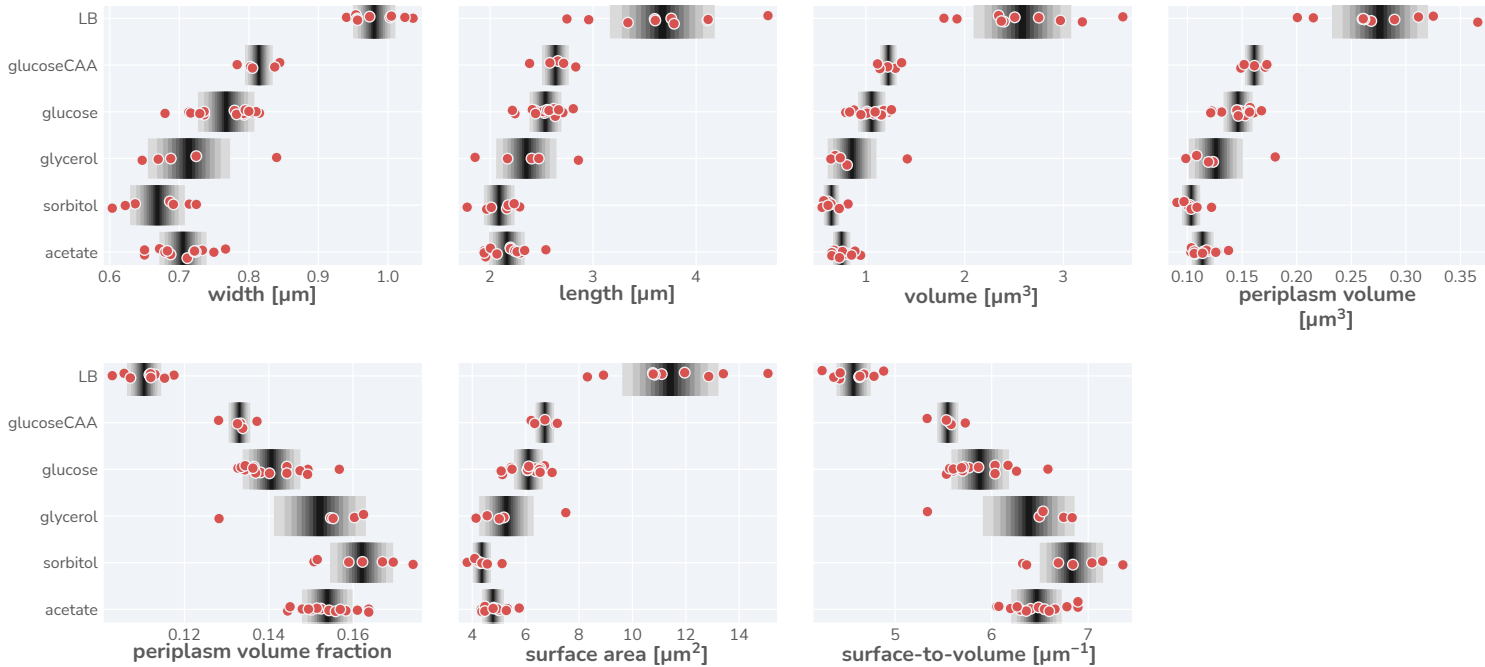 LB
glucoseCAA
glucose
glycerol
sorbitol
acetate
0.6 0.7 0.8 0.9 1.0
width [µm]
2 3 4
length [µm]
1 2 3
volume [µm³]
0.10 0.15 0.20 0.25 0.30 0.35
periplasm volume
[µm³]
LB
glucoseCAA
glucose
glycerol
sorbitol
acetate
0.12 0.14 0.16
periplasm volume fraction
4 6 8 10 12 14
surface area [µm²]
5 6 7
surface-to-volume [µm⁻¹]